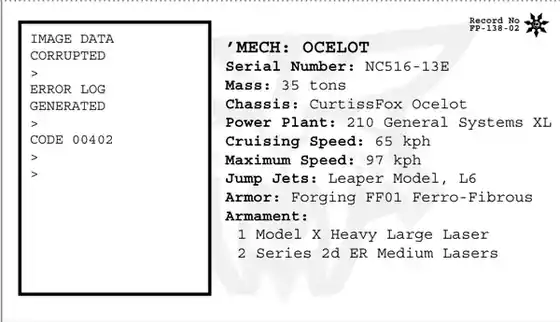 Record No
FP-138-02
IMAGE DATA
CORRUPTED
>
ERROR LOG
GENERATED
>
CODE 00402
>
>
’MECH: OCELOT
Serial Number: NC516-13E
Mass: 35 tons
Chassis: CurtissFox Ocelot
Power Plant: 210 General Systems XL
Cruising Speed: 65 kph
Maximum Speed: 97 kph
Jump Jets: Leaper Model, L6
Armor: Forging FF01 Ferro-Fibrous
Armament:
1 Model X Heavy Large Laser
2 Series 2d ER Medium Lasers